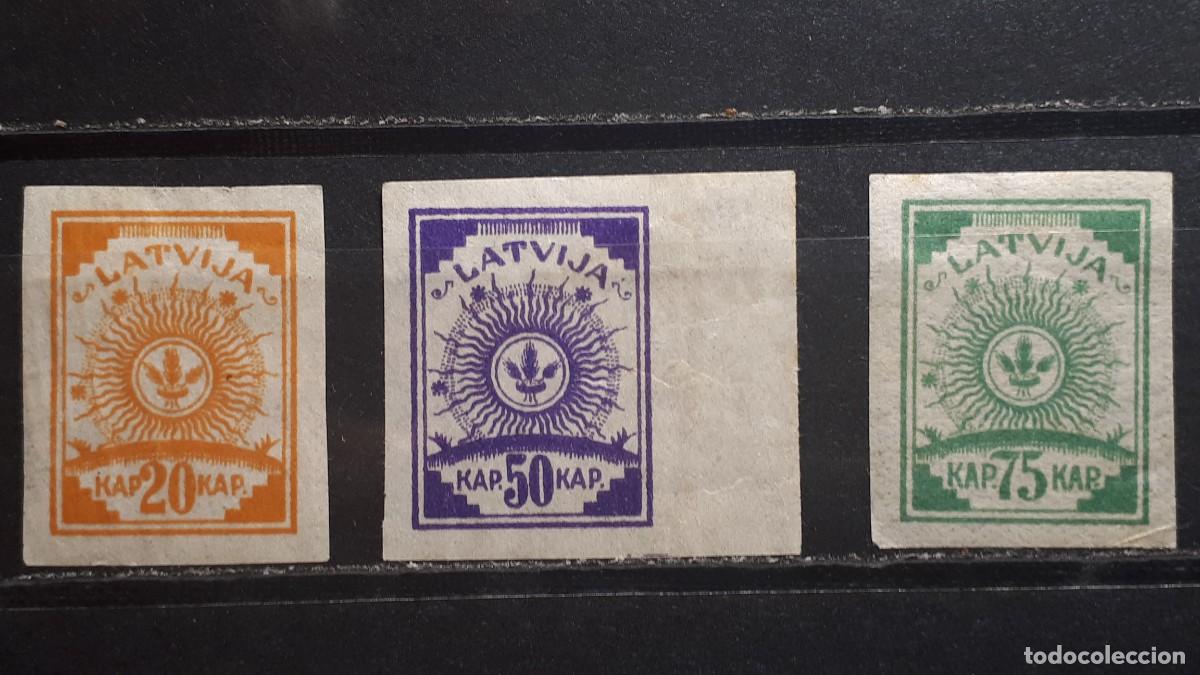 LATVIJA
KAP. 20 KAP.
LATVIJA
KAP. 50 KAP.
LATVIJA
KAP. 75 KAP.
todocoleccion